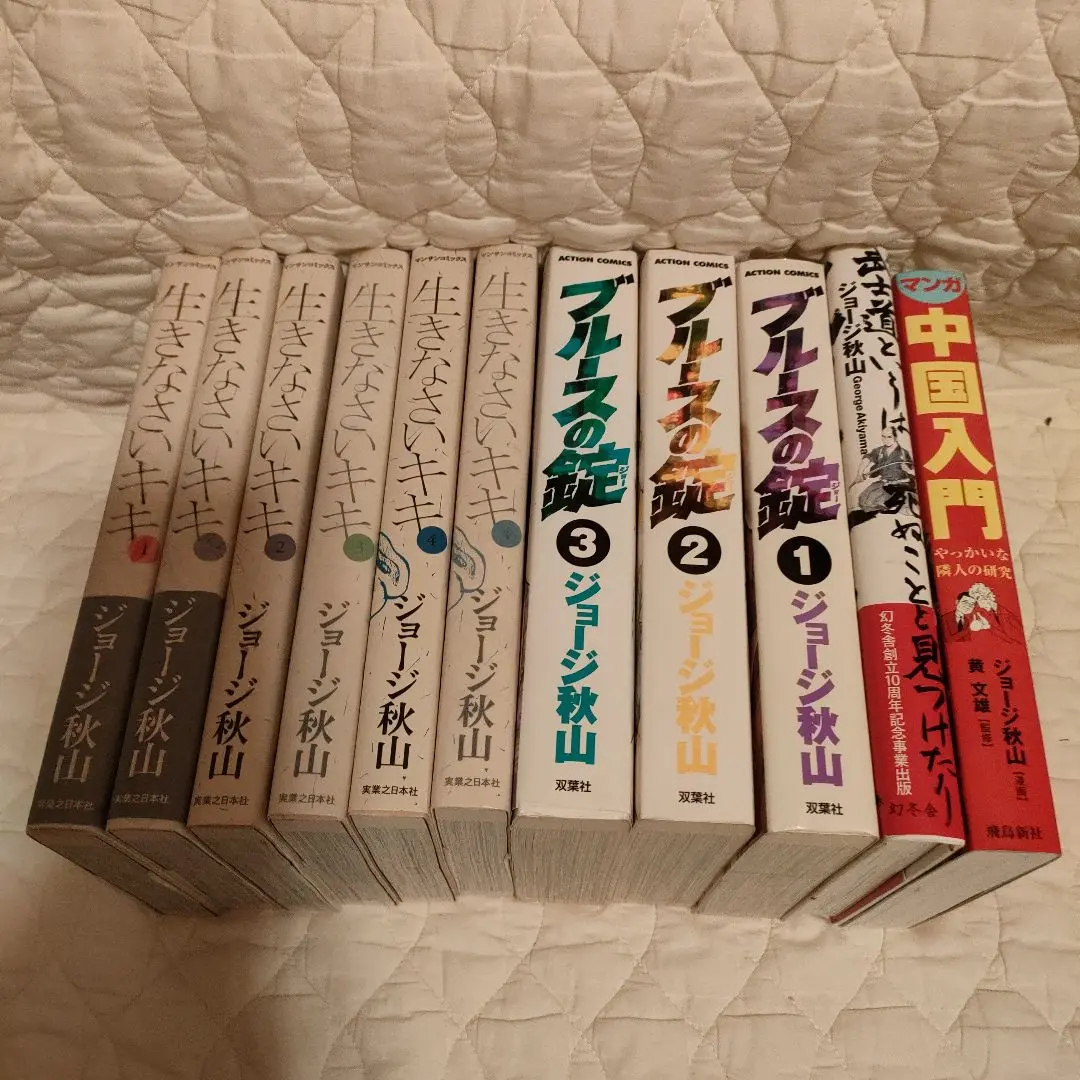 マンサンコミックス
生きなさいキキ
1
ジョージ秋山
実業之日本社
マンサンコミックス
生きなさいキキ
ジョージ秋山
実業之日本社
マンサンコミックス
生きなさいキキ
2
ジョージ秋山
実業之日本社
マンサンコミックス
生きなさいキキ
3
ジョージ秋山
実業之日本社
マンサンコミックス
生きなさいキキ
4
ジョージ秋山
実業之日本社
マンサンコミックス
生きなさいキキ
ジョージ秋山
実業之日本社
ACTION COMICS
ブルースの錠
ジョー
3
ジョージ秋山
双葉社
ACTION COMICS
ブルースの錠
ジョー
2
ジョージ秋山
双葉社
ACTION COMICS
ブルースの錠
ジョー
1
ジョージ秋山
双葉社
武士道というは死ぬことと見つけたり
ジョージ秋山
George Akiyama
幻冬舎創立10周年記念事業出版
幻冬舎
マンガ
中国入門
やっかいな
隣人の研究
ジョージ秋山[漫画]
黄 文雄[監修]
飛鳥新社